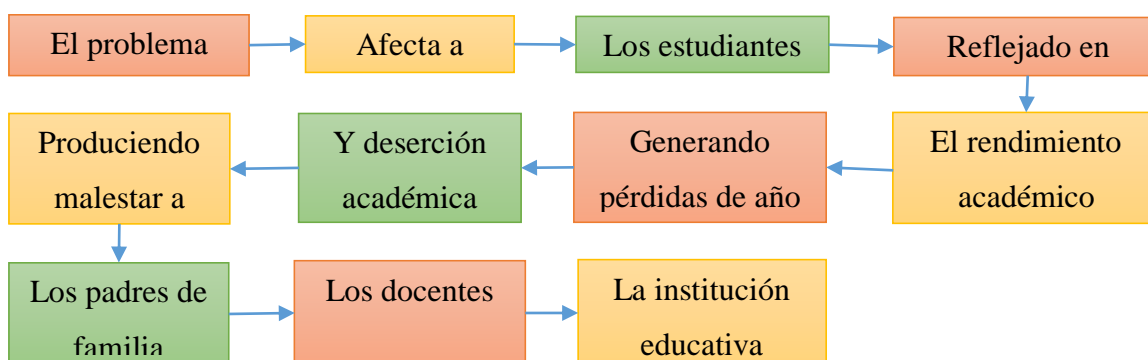 El problema
Afecta a
Los estudiantes
Reflejado en
El rendimiento
académico
Generando
pérdidas de año
Y deserción
académica
Produciendo
malestar a
Los padres de
familia
Los docentes
La institución
educativa